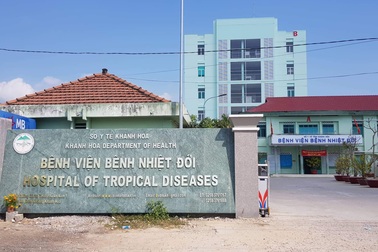 B
A
MB
BỆNH VIỆN BỆNH NHIỆT ĐỚI
SỞ Y TẾ KHÁNH HÒA
KHANH HOA DEPARTMENT OF HEALTH
BỆNH VIỆN BỆNH NHIỆT ĐỚI
HOSPITAL OF TROPICAL DISEASES